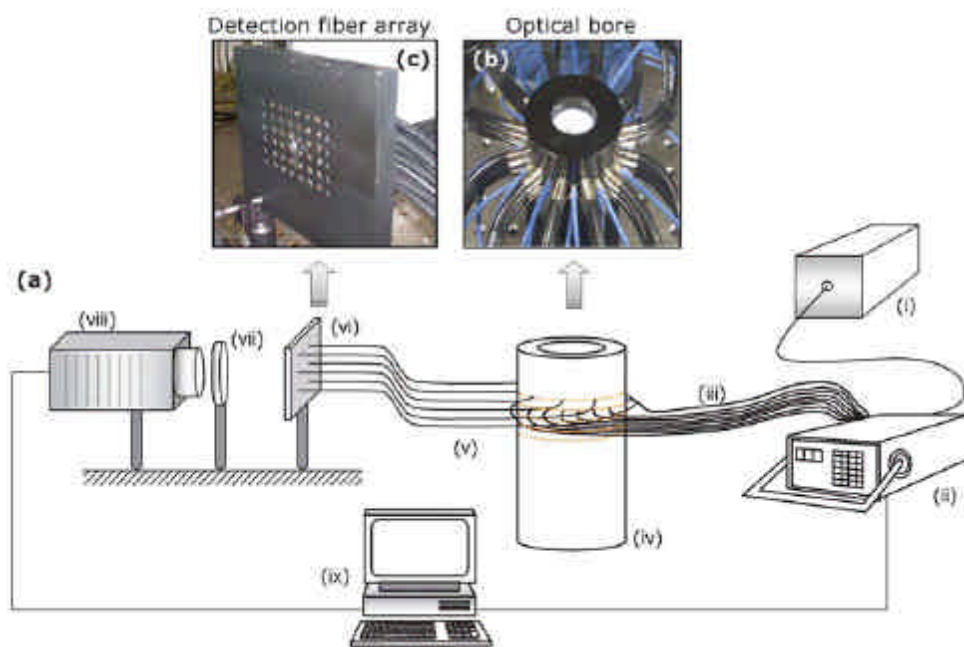 Detection fiber array
Optical bore
(c)
(b)
(a)
(viii)
(vii)
(vi)
(i)
(iii)
(v)
(ii)
(iv)
(ix)